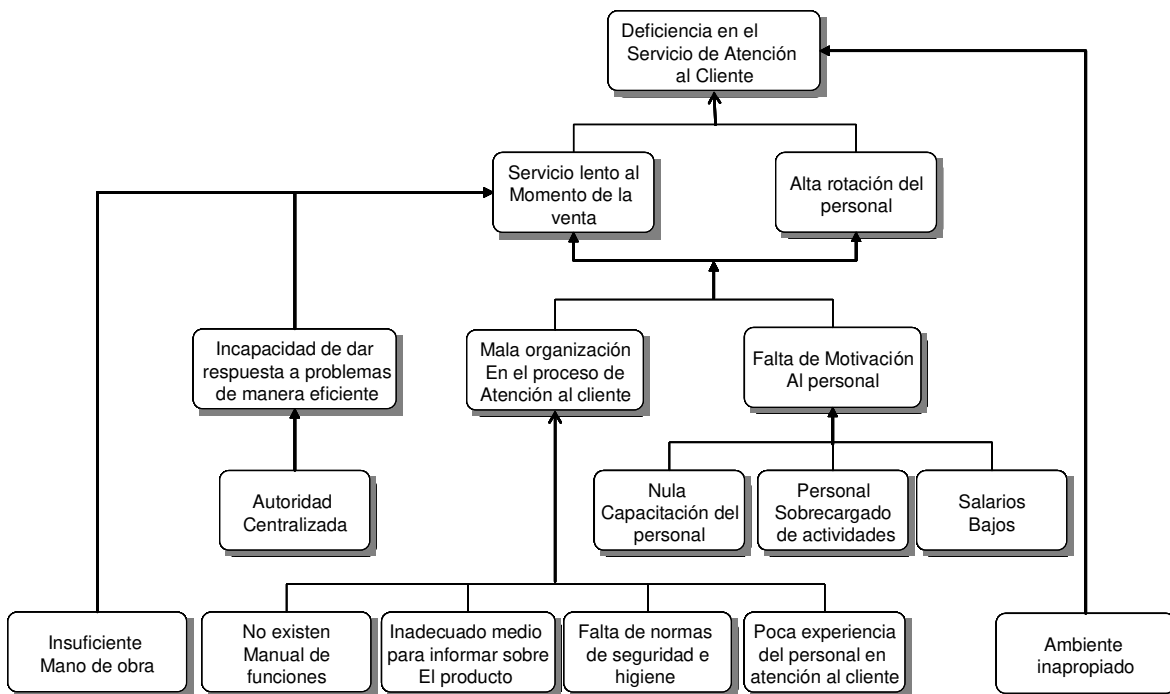 Deficiencia en el
Servicio de Atención
al Cliente
Servicio lento al
Momento de la
venta
Alta rotación del
personal
Incapacidad de dar
respuesta a problemas
de manera eficiente
Mala organización
En el proceso de
Atención al cliente
Falta de Motivación
Al personal
Autoridad
Centralizada
Nula
Capacitación del
personal
Personal
Sobrecargado
de actividades
Salarios
Bajos
Insuficiente
Mano de obra
No existen
Manual de
funciones
Inadecuado medio
para informar sobre
El producto
Falta de normas
de seguridad e
higiene
Poca experiencia
del personal en
atención al cliente
Ambiente
inapropiado